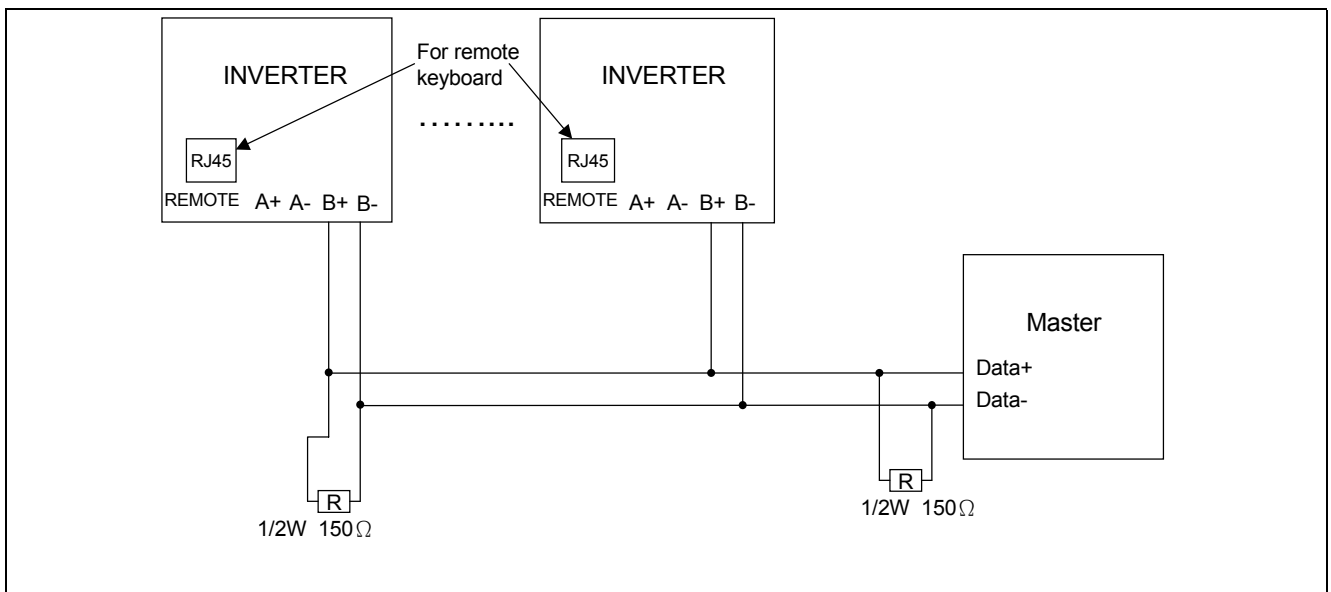 For remote
keyboard
INVERTER
INVERTER
.........
RJ45
RJ45
REMOTE A+ A- B+ B-
REMOTE A+ A- B+ B-
Master
Data+
Data-
R
1/2W 150Ω
R
1/2W 150Ω